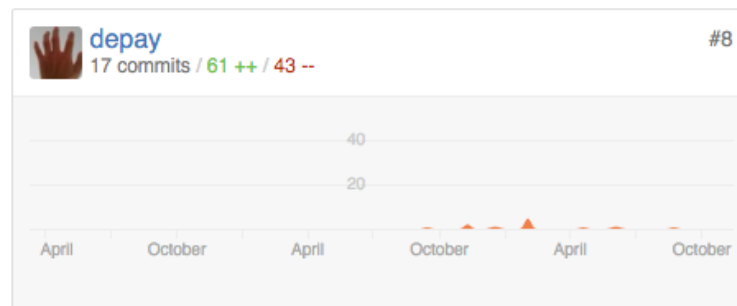 depay #8
17 commits / 61 ++ / 43 --
40
20
April October April October April October